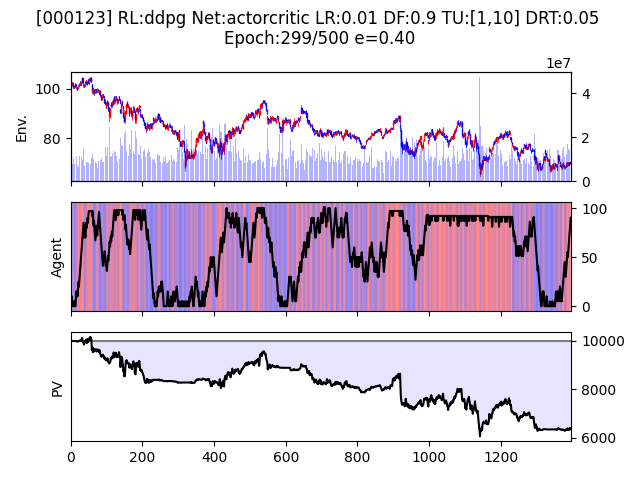 [000123] RL:ddpg Net:actorcritic LR:0.01 DF:0.9 TU:[1,10] DRT:0.05
Epoch:299/500 e=0.40
1e7
Env.
100
80
4
2
0
Agent
100
50
0
PV
10000
8000
6000
0 200 400 600 800 1000 1200